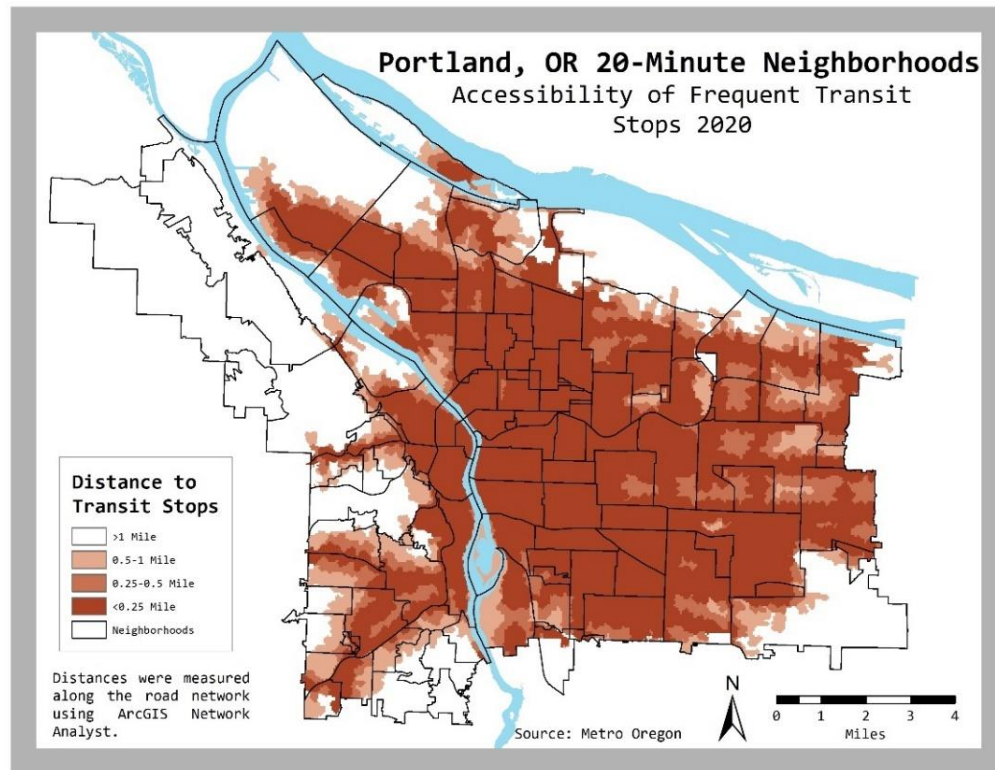 Portland, OR 20-Minute Neighborhoods
Accessibility of Frequent Transit
Stops 2020
Distance to
Transit Stops
>1 Mile
0.5-1 Mile
0.25-0.5 Mile
<0.25 Mile
Neighborhoods
Distances were measured
along the road network
using ArcGIS Network
Analyst.
Source: Metro Oregon
N
0 1 2 3 4
Miles